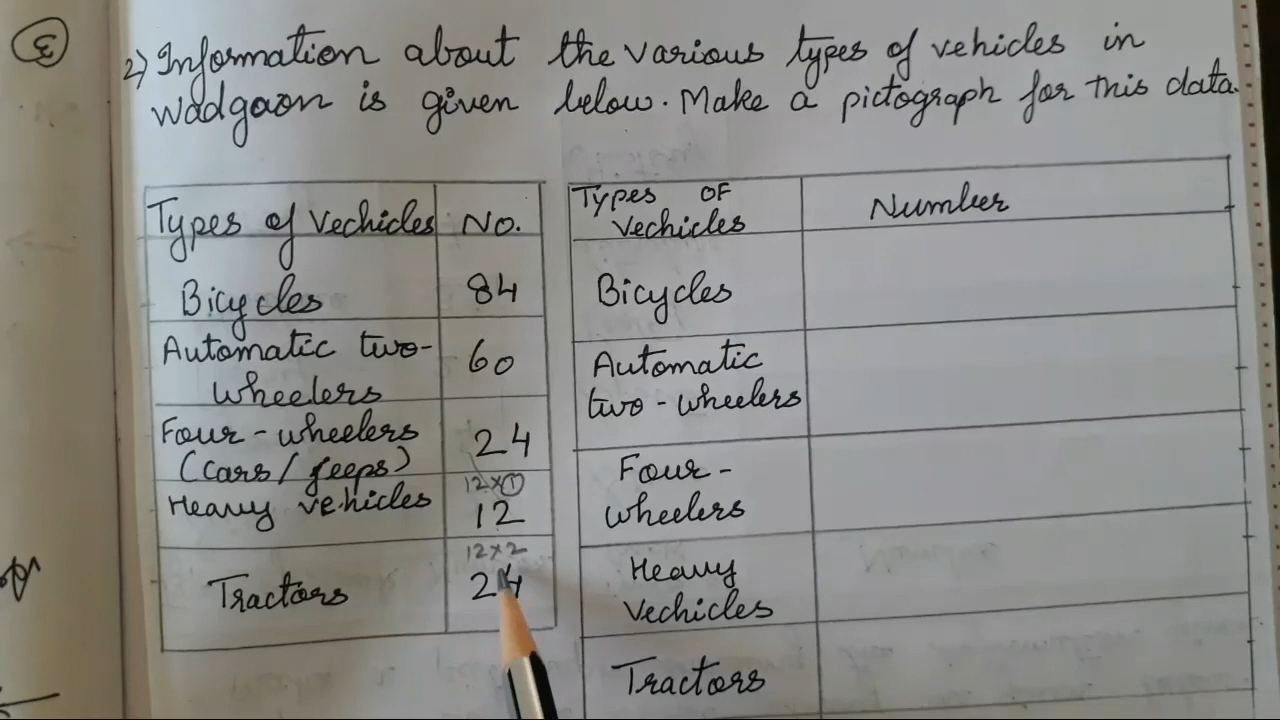 3
2) Information about the various types of vehicles in
Wadgaon is given below. Make a pictograph for this data.
Types of Vechicles No.
Bicycles 84
Automatic two- 60
wheelers
Four-wheelers 24
(cars/jeeps)
12×1
Heavy vehicles 12
12×2
Tractors 24
Types OF Number
Vechicles
Bicycles
Automatic
two-wheelers
Four-
wheelers
Heavy
Vechicles
Tractors